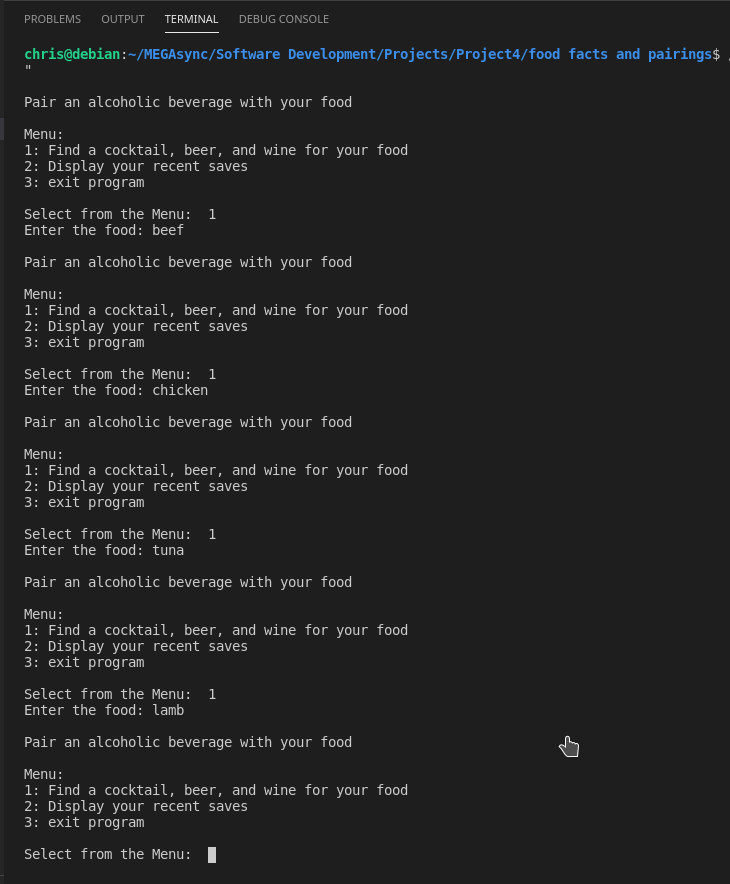 PROBLEMS OUTPUT TERMINAL DEBUG CONSOLE
chris@debian:~/MEGAsync/Software Development/Projects/Project4/food facts and pairings$
"
Pair an alcoholic beverage with your food
Menu:
1: Find a cocktail, beer, and wine for your food
2: Display your recent saves
3: exit program
Select from the Menu:  1
Enter the food: beef
Pair an alcoholic beverage with your food
Menu:
1: Find a cocktail, beer, and wine for your food
2: Display your recent saves
3: exit program
Select from the Menu:  1
Enter the food: chicken
Pair an alcoholic beverage with your food
Menu:
1: Find a cocktail, beer, and wine for your food
2: Display your recent saves
3: exit program
Select from the Menu:  1
Enter the food: tuna
Pair an alcoholic beverage with your food
Menu:
1: Find a cocktail, beer, and wine for your food
2: Display your recent saves
3: exit program
Select from the Menu:  1
Enter the food: lamb
Pair an alcoholic beverage with your food
Menu:
1: Find a cocktail, beer, and wine for your food
2: Display your recent saves
3: exit program
Select from the Menu: